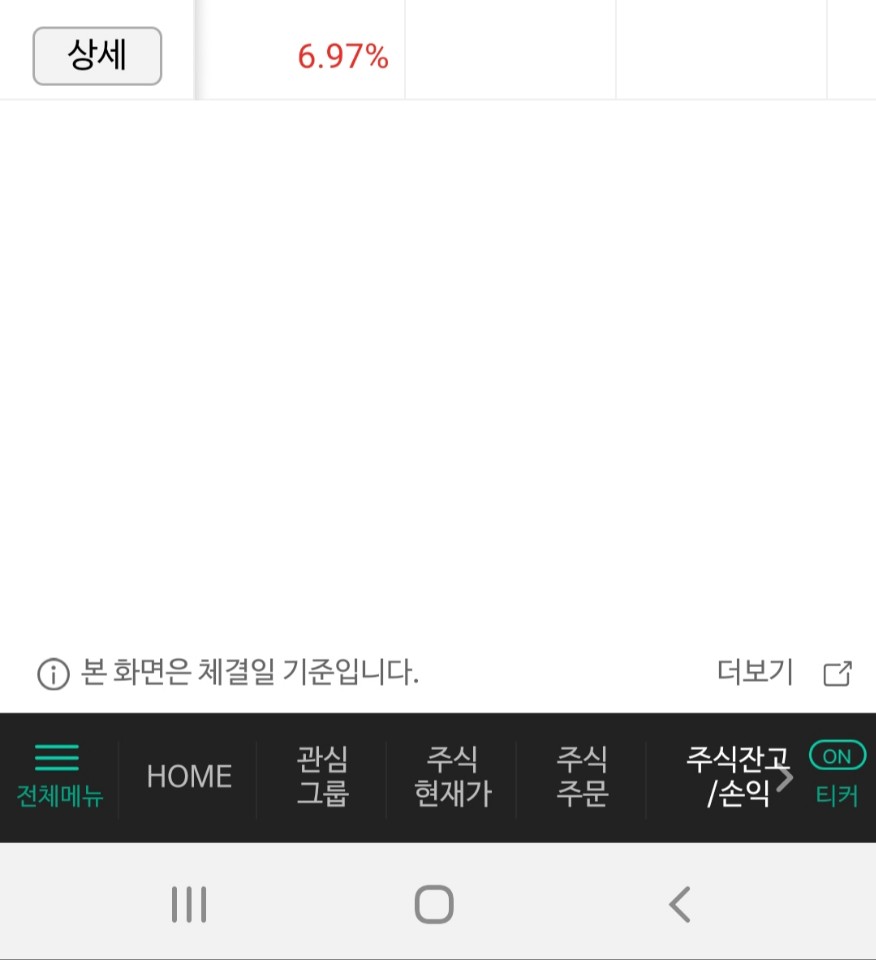 상세 6.97%
본 화면은 체결일 기준입니다. 더보기
전체메뉴
HOME
관심
그룹
주식
현재가
주식
주문
주식잔고
/손익
ON
티커